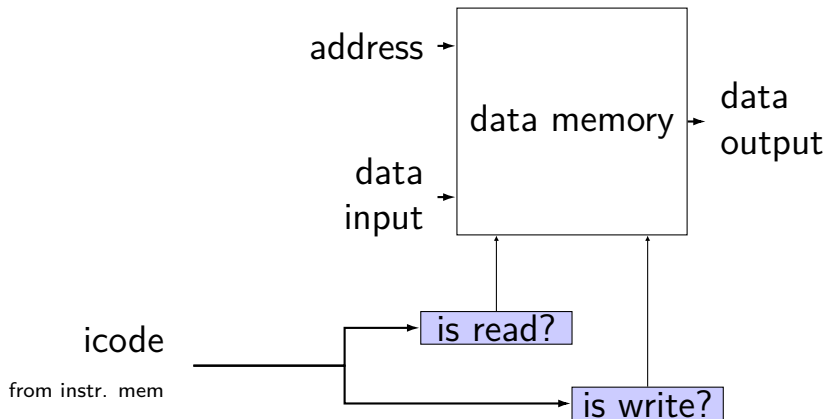 address
data memory
data
output
data
input
is read?
icode
from instr. mem
is write?